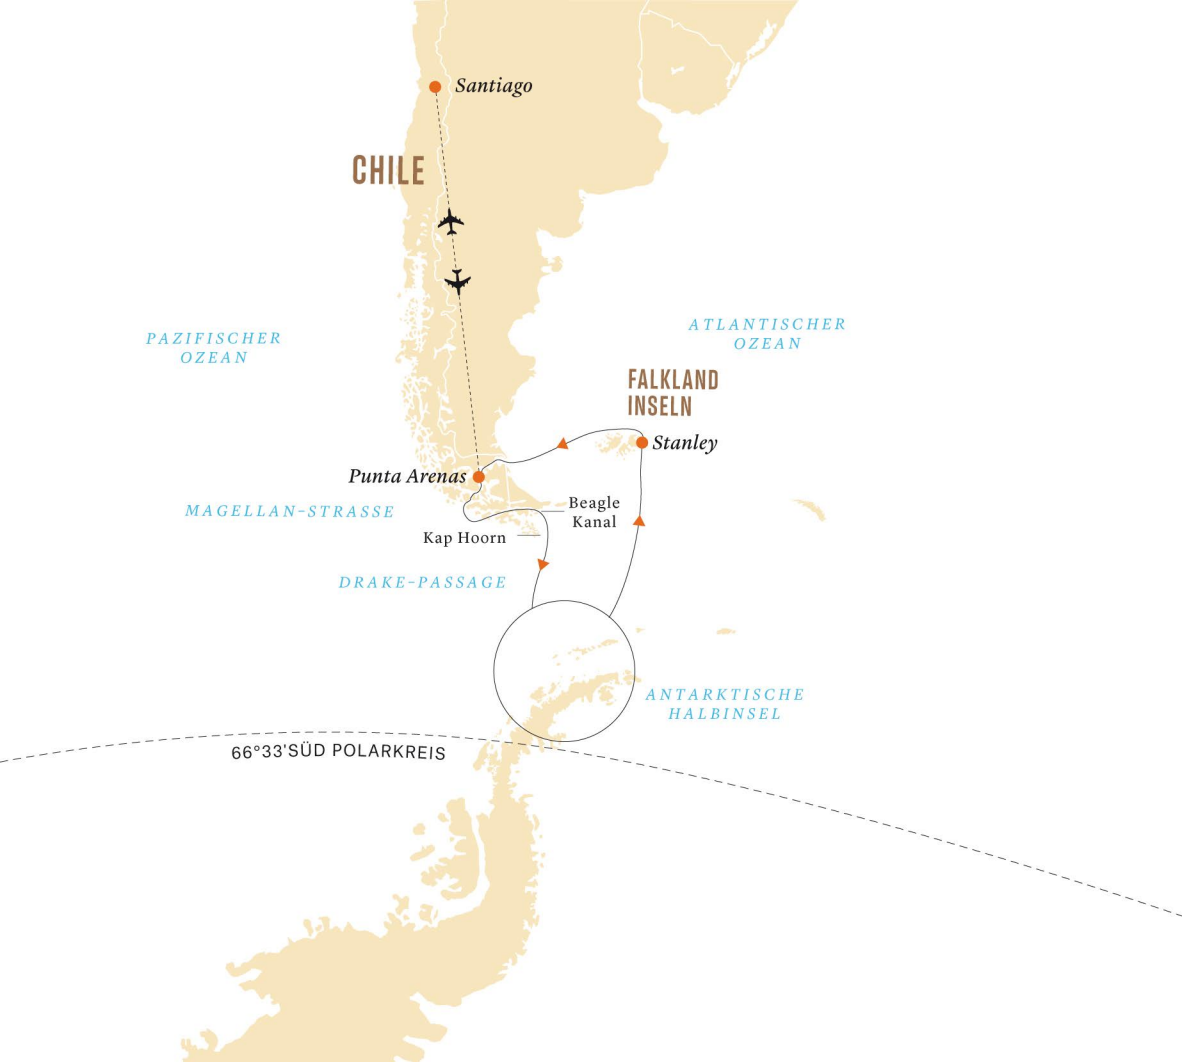 Santiago
CHILE
ATLANTISCHER
OZEAN
PAZIFISCHER
OZEAN
FALKLAND
INSELN
Stanley
Punta Arenas
Beagle
Kanal
MAGELLAN-STRASSE
Kap Hoorn
DRAKE-PASSAGE
ANTARKTISCHE
HALBINSEL
66°33'SÜD POLARKREIS